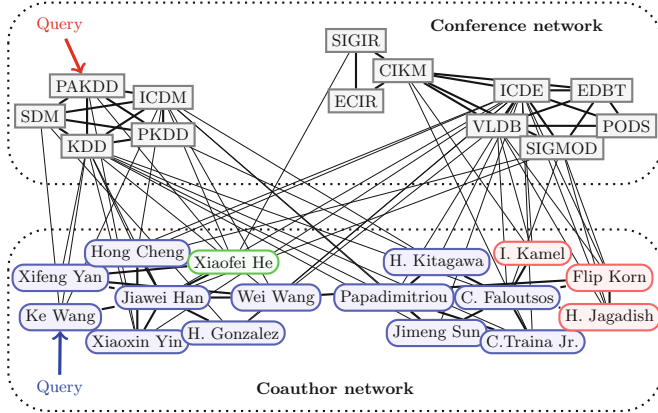 Query
Conference network
SIGIR
CIKM
PAKDD
ICDM
ECIR
ICDE
EDBT
SDM
PKDD
VLDB
PODS
KDD
SIGMOD
Hong Cheng
Xiaofei He
H. Kitagawa
I. Kamel
Xifeng Yan
Flip Korn
Jiawei Han
Wei Wang
Papadimitriou
C. Faloutsos
Ke Wang
H. Jagadish
Xiaoxin Yin
H. Gonzalez
Jimeng Sun
C.Traina Jr.
Query
Coauthor network